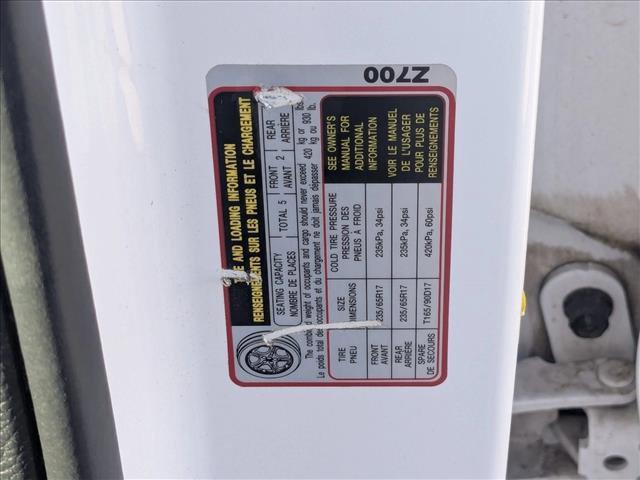 AND LOADING INFORMATION
RENSEIGNEMENTS SUR LES PNEUS ET LE CHARGEMENT
SEATING CAPACITY
NOMBRE DE PLACES
TOTAL 5
FRONT
AVANT
2
REAR
ARRIÈRE
The weight of occupants and cargo should never exceed 420 kg or lbs.
Le poids total des occupants et du chargement ne doit jamais dépasser 420 kg ou 930 lb.
TIRE
PNEU
SIZE
DIMENSIONS
COLD TIRE PRESSURE
PRESSION DES
PNEUS À FROID
FRONT
AVANT
235/65R17
235kPa, 34psi
REAR
ARRIÈRE
235/65R17
235kPa, 34psi
SPARE
DE SECOURS
T165/90D17
420kPa, 60psi
SEE OWNER'S
MANUAL FOR
ADDITIONAL
INFORMATION
VOIR LE MANUEL
DE L'USAGER
POUR PLUS DE
RENSEIGNEMENTS
Z700